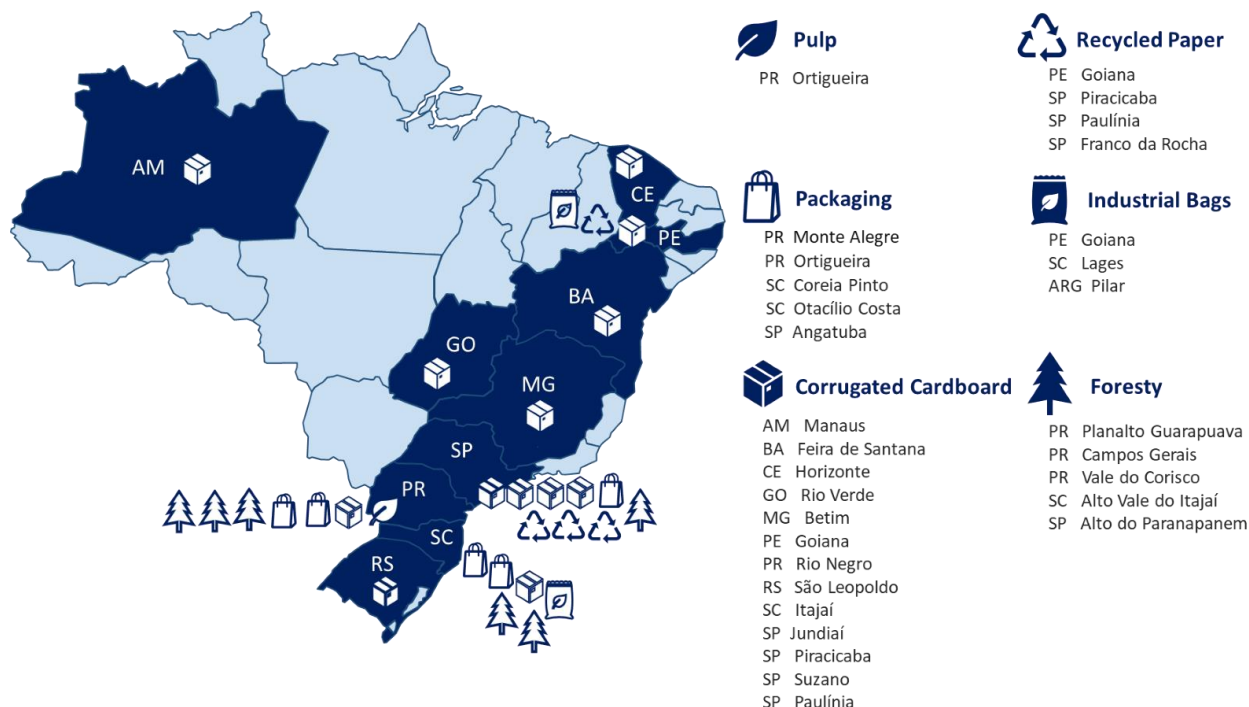 AM
CE
PE
BA
GO
MG
SP
PR
SC
RS
Pulp
PR Ortigueira
Recycled Paper
PE Goiana
SP Piracicaba
SP Paulínia
SP Franco da Rocha
Packaging
PR Monte Alegre
PR Ortigueira
SC Coreia Pinto
SC Otacílio Costa
SP Angatuba
Industrial Bags
PE Goiana
SC Lages
ARG Pilar
Corrugated Cardboard
AM Manaus
BA Feira de Santana
CE Horizonte
GO Rio Verde
MG Betim
PE Goiana
PR Rio Negro
RS São Leopoldo
SC Itajaí
SP Jundiaí
SP Piracicaba
SP Suzano
SP Paulínia
Foresty
PR Planalto Guarapuava
PR Campos Gerais
PR Vale do Corisco
SC Alto Vale do Itajaí
SP Alto do Paranapanem